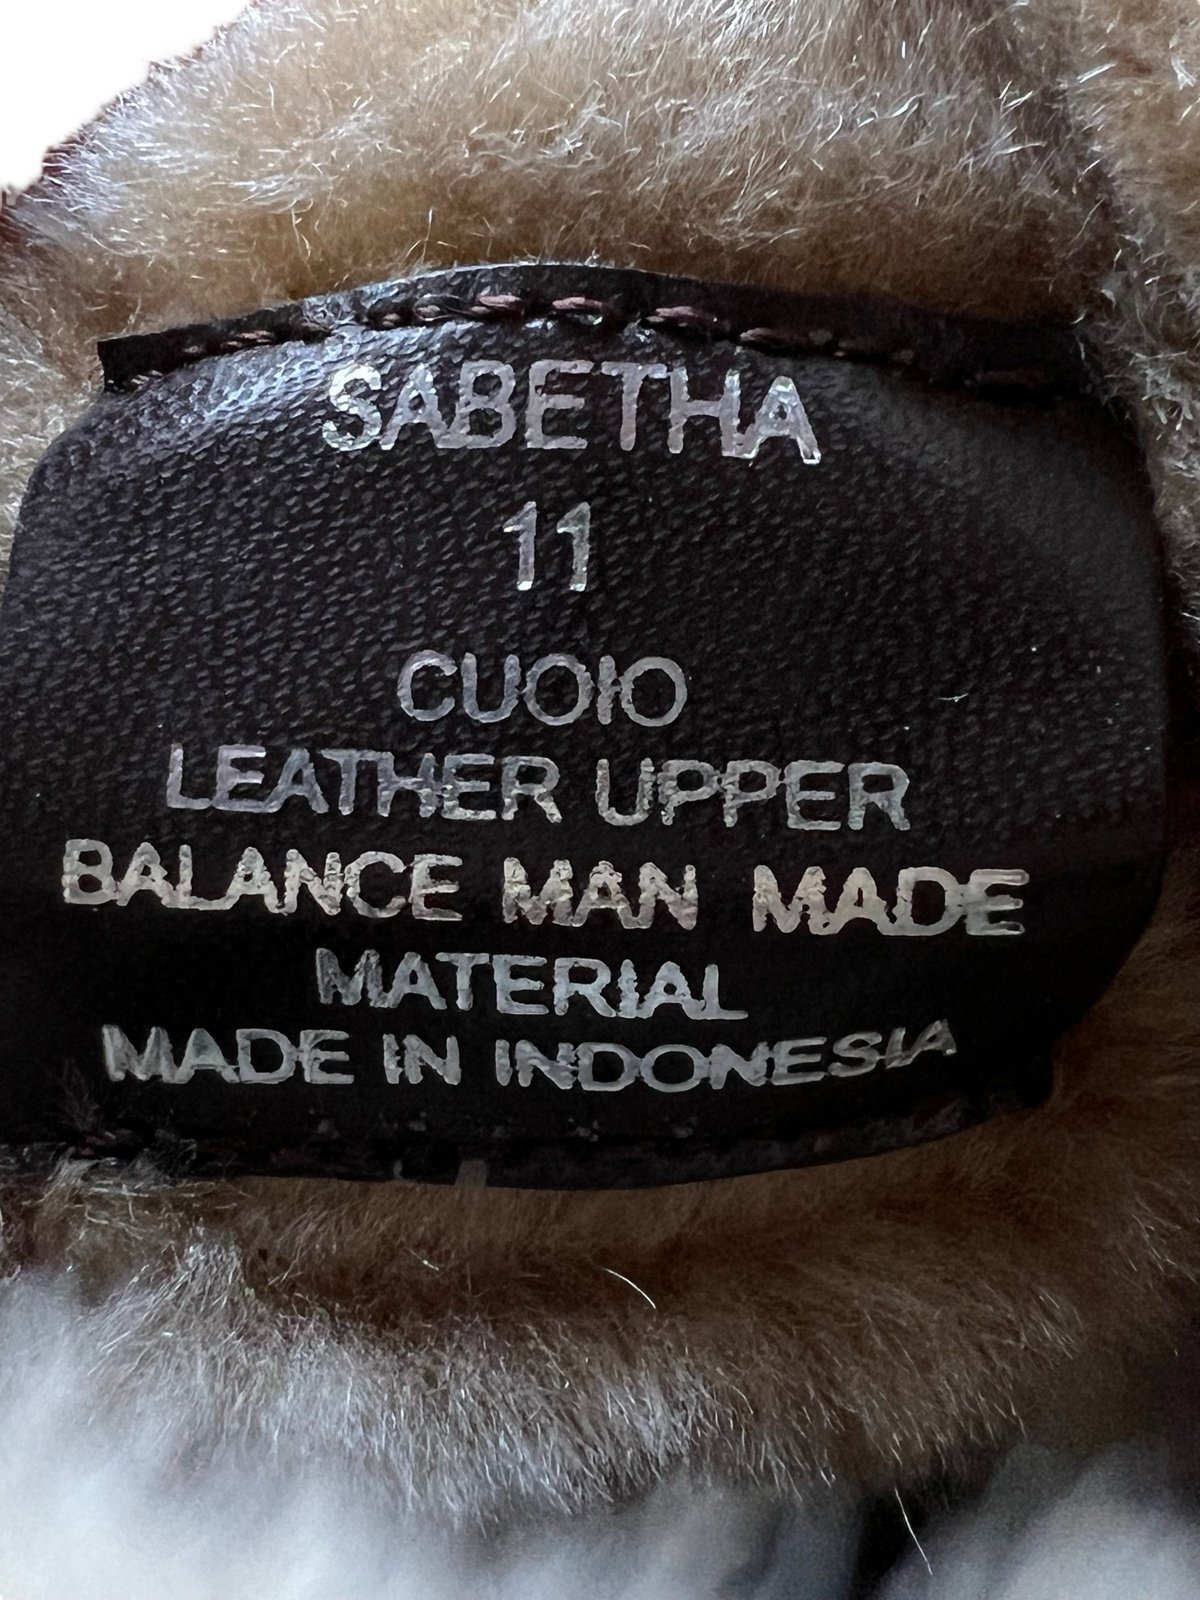 SABETHA
11
CUOIO
LEATHER UPPER
BALANCE MAN MADE
MATERIAL
MADE IN INDONESIA